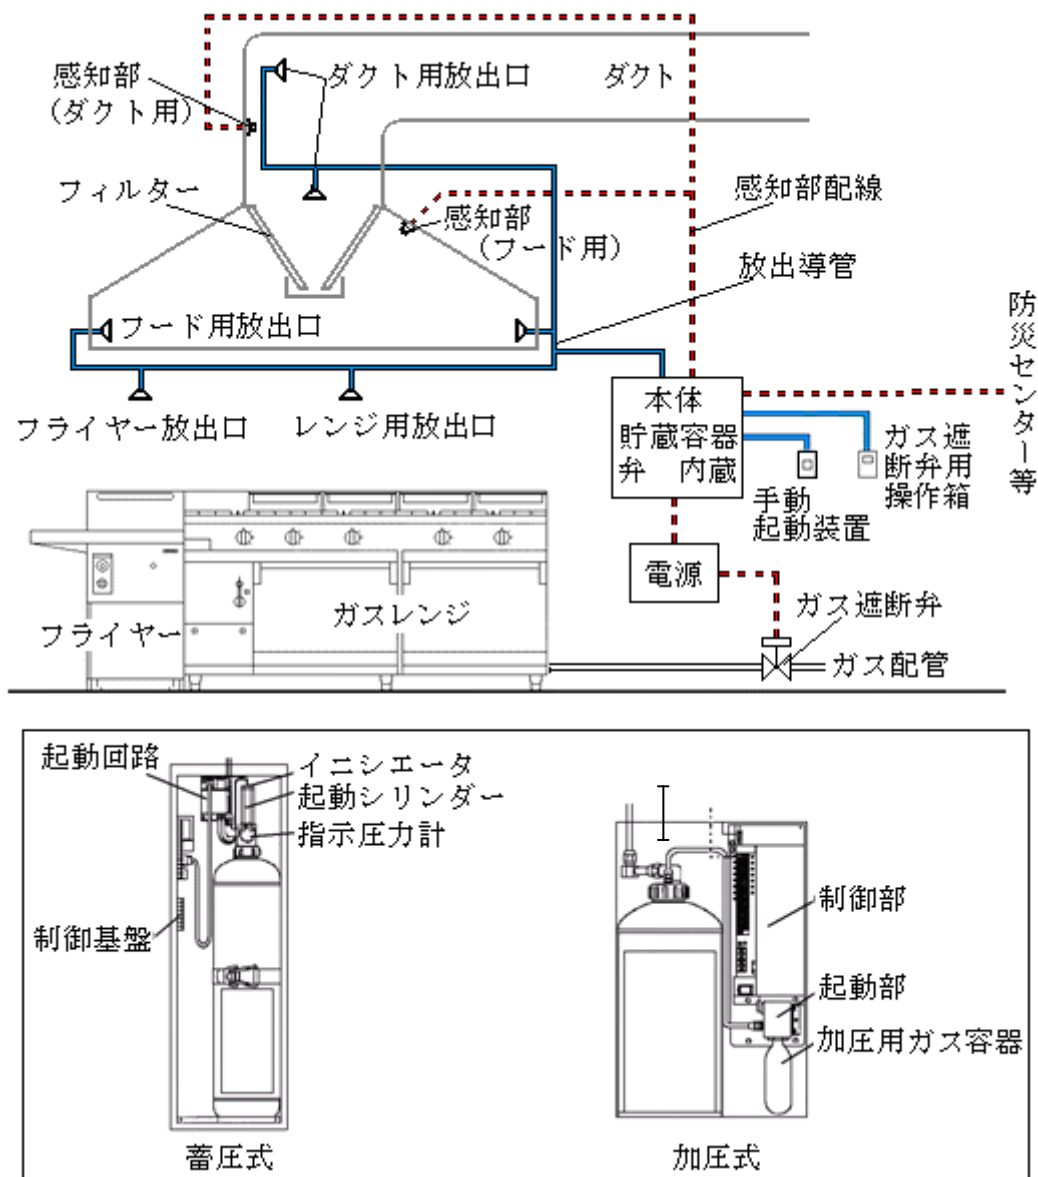 感知部
(ダクト用)
ダクト用放出口
ダクト
フィルター
感知部
(フード用)
感知部配線
放出導管
フード用放出口
防災センター等
フライヤー放出口
レンジ用放出口
本体
貯蔵容器
弁 内蔵
ガス遮
断弁用
操作箱
手動
起動装置
電源
ガス遮断弁
ガス配管
フライヤー
ガスレンジ
起動回路
イニシエータ
起動シリンダー
指示圧力計
制御基盤
蓄圧式
制御部
起動部
加圧用ガス容器
加圧式